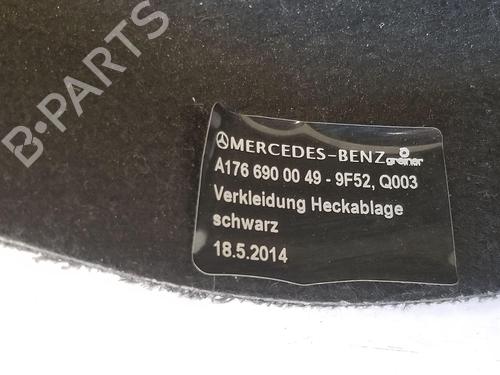 B-PARTS
MERCEDES-BENZ greiner
A176 690 00 49 - 9F52, Q003
Verkleidung Heckablage
schwarz
18.5.2014